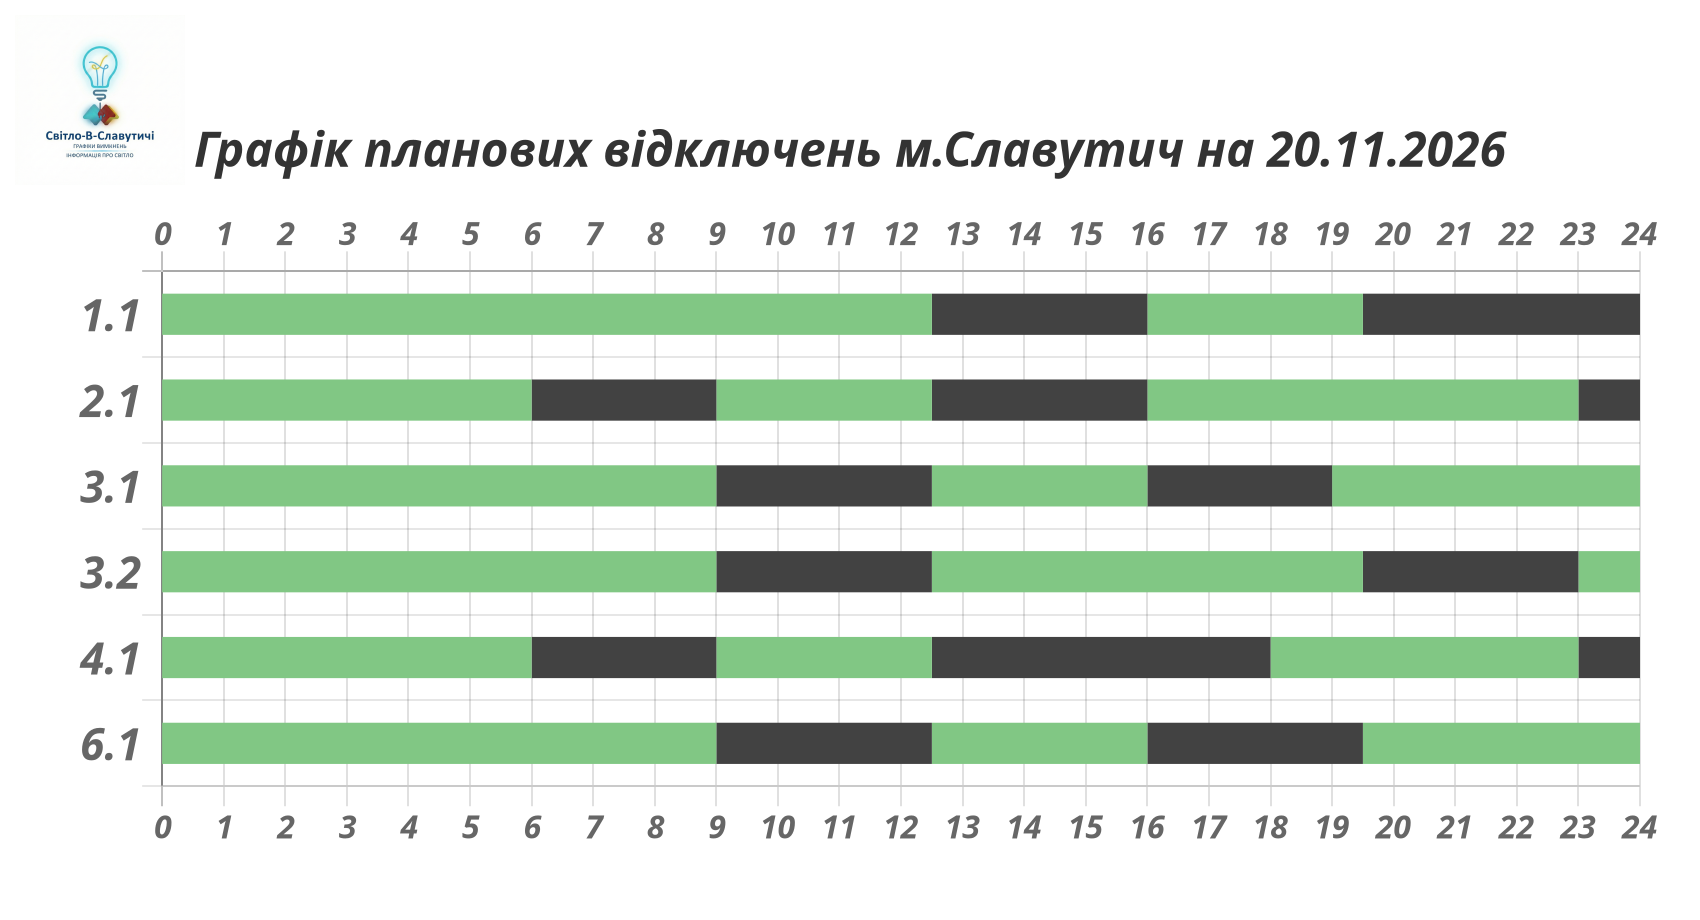 Світло-В-Славутичі
ГРАФІКИ ВИМКНЕНЬ
ІНФОРМАЦІЯ ПРО СВІТЛО
Графік планових відключень м.Славутич на 20.11.2026
0 1 2 3 4 5 6 7 8 9 10 11 12 13 14 15 16 17 18 19 20 21 22 23 24
1.1
2.1
3.1
3.2
4.1
6.1
0 1 2 3 4 5 6 7 8 9 10 11 12 13 14 15 16 17 18 19 20 21 22 23 24